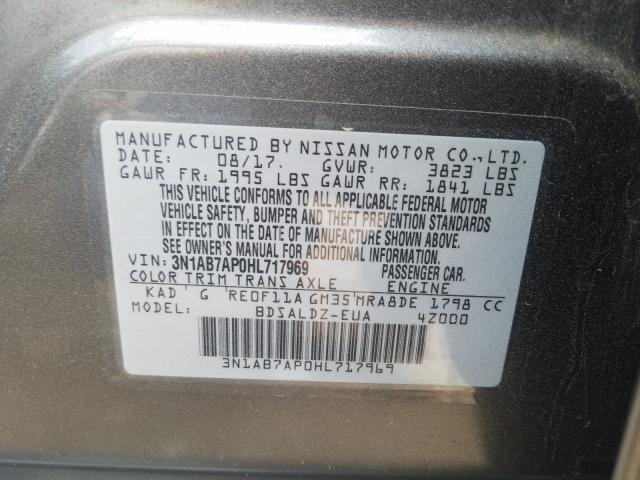 MANUFACTURED BY NISSAN MOTOR CO., LTD.
DATE: 08/17. GVWR: 3823 LBS
GAWR FR: 1995 LBS GAWR RR: 1841 LBS
THIS VEHICLE CONFORMS TO ALL APPLICABLE FEDERAL MOTOR
VEHICLE SAFETY, BUMPER AND THEFT PREVENTION STANDARDS
IN EFFECT ON THE DATE OF MANUFACTURE SHOWN ABOVE.
SEE OWNER'S MANUAL FOR ADDITIONAL INFORMATION.
VIN: 3N1AB7AP0HL717969 PASSENGER CAR.
COLOR TRIM TRANS AXLE ENGINE
KAD G RE0F11A GM35 MRA8DE 1798 CC
MODEL: BDSALDZ-EUA 4Z000
3N1AB7AP0HL717969